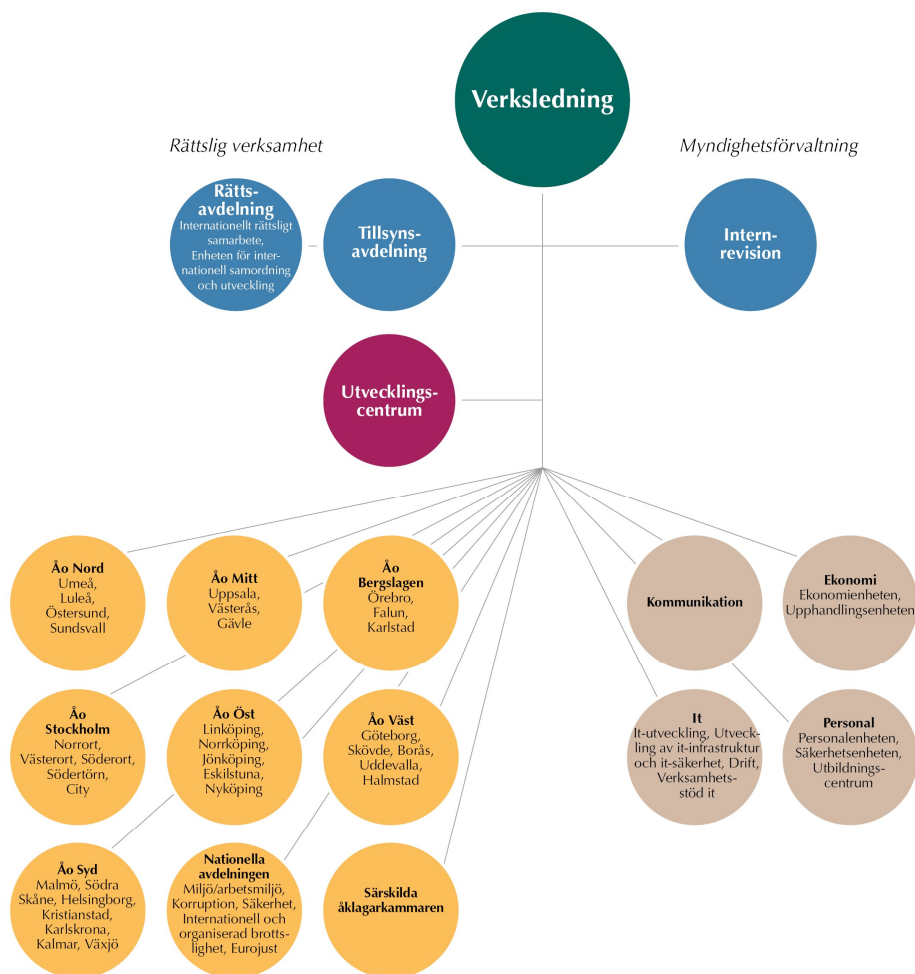 Verksledning
Rättslig verksamhet
Myndighetsförvaltning
Rätts-
avdelning
Internationellt rättsligt
samarbete,
Enheten för inter-
nationell samordning
och utveckling
Tillsyns-
avdelning
Intern-
revision
Utvecklings-
centrum
Åo Nord
Umeå,
Luleå,
Östersund,
Sundsvall
Åo Mitt
Uppsala,
Västerås,
Gävle
Åo
Bergslagen
Örebro,
Falun,
Karlstad
Kommunikation
Ekonomi
Ekonomienheten,
Upphandlingsenheten
Åo
Stockholm
Norrort,
Västerort, Söderort,
Södertörn,
City
Åo Öst
Linköping,
Norrköping,
Jönköping,
Eskilstuna,
Nyköping
Åo Väst
Göteborg,
Skövde, Borås,
Uddevalla,
Halmstad
It
It-utveckling, Utveck-
ling av it-infrastruktur
och it-säkerhet, Drift,
Verksamhets-
stöd it
Personal
Personalenheten,
Säkerhetsenheten,
Utbildnings-
centrum
Åo Syd
Malmö, Södra
Skåne, Helsingborg,
Kristianstad,
Karlskrona,
Kalmar, Växjö
Nationella
avdelningen
Miljö/arbetsmiljö,
Korruption, Säkerhet,
Internationell och
organiserad brotts-
lighet, Eurojust
Särskilda
åklagarkammaren